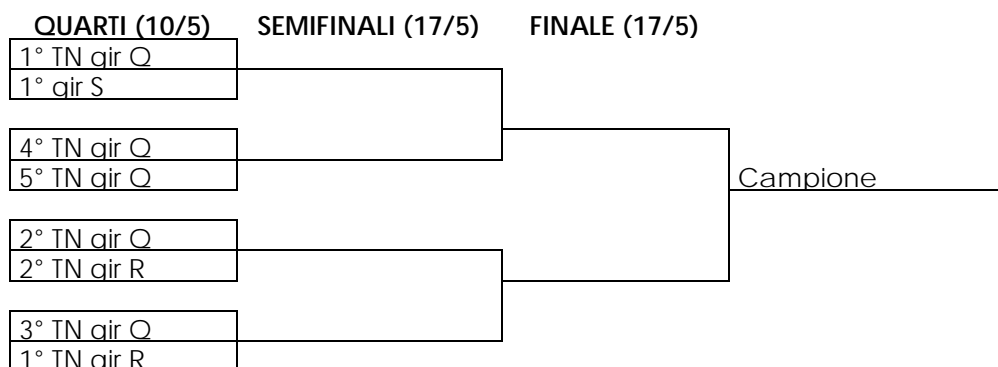 QUARTI (10/5) SEMIFINALI (17/5) FINALE (17/5)
1° TN gir Q
1° gir S
4° TN gir Q
5° TN gir Q
Campione
2° TN gir Q
2° TN gir R
3° TN gir Q
1° TN gir R